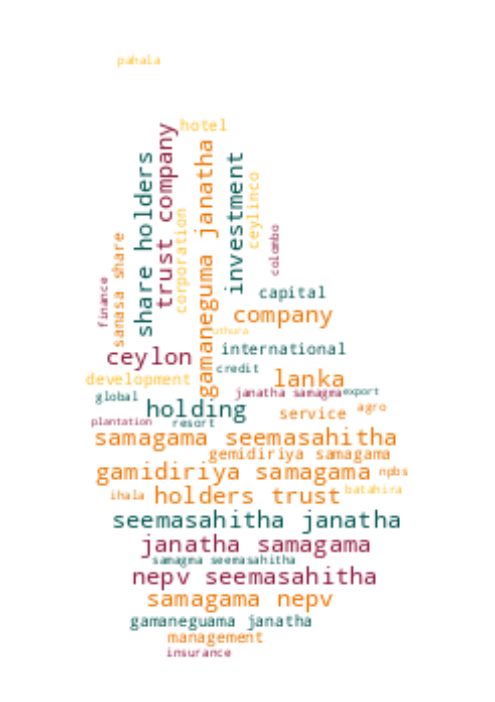 pahala
hotel
share holders
trust company
gamaneguma janatha
investment
ceylinco
corporation
colombo
sanasa share
finance
capital
company
uthura
ceylon
international
credit
development
lanka
global
janatha samagma
export
holding
agro
service
plantation
resort
samagama seemasahitha
gemidiriya samagama
gamidiriya samagama
npbs
ihala
holders trust
batahira
seemasahitha janatha
janatha samagama
samagma seemasahitha
nepv seemasahitha
samagama nepv
gamaneguama janatha
management
insurance